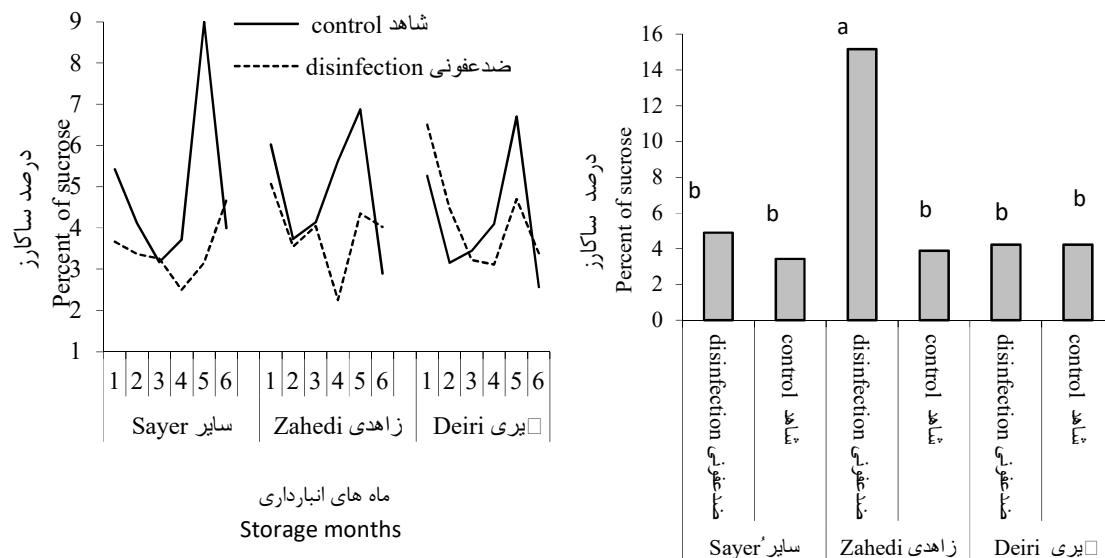 9
8
7
6
5
4
3
2
1
درصد ساکارز
Percent of sucrose
control شاهد
disinfection ضدعفونی
1 2 3 4 5 6 1 2 3 4 5 6 1 2 3 4 5 6
Sayer سایر
Zahedi زاهدی
Deiri □یری
ماه های انبارداری
Storage months
16
14
12
10
8
6
4
2
0
درصد ساکارز
Percent of sucrose
b
b
a
b
b
b
disinfection ضدعفونی
control شاهد
disinfection ضدعفونی
control شاهد
disinfection ضدعفونی
control شاهد
Sayer سایرُ
Zahedi زاهدی
Deiri □یری